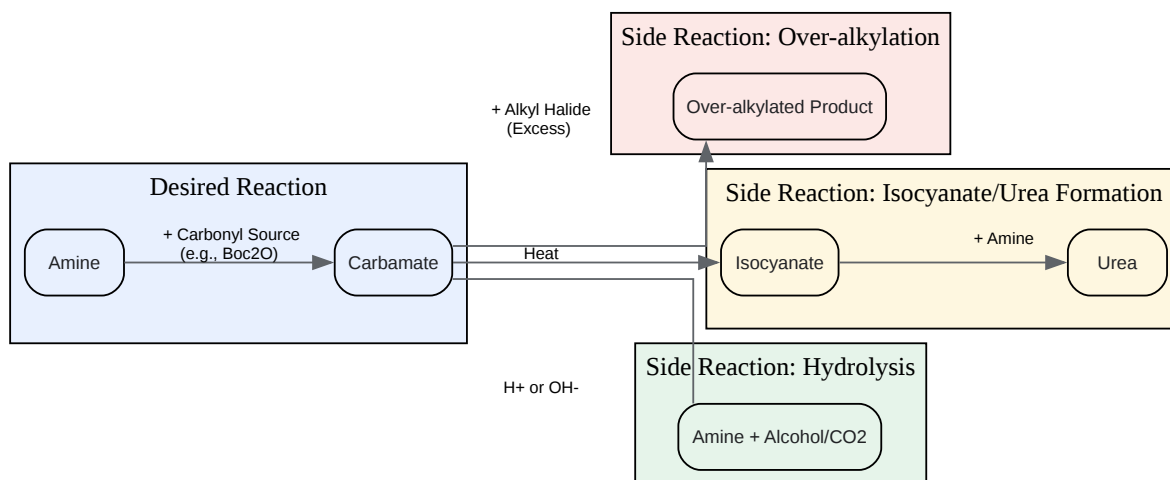 Side Reaction: Over-alkylation
Over-alkylated Product
+ Alkyl Halide
(Excess)
Desired Reaction
Amine
+ Carbonyl Source
(e.g., Boc2O)
Carbamate
Heat
Side Reaction: Isocyanate/Urea Formation
Isocyanate
+ Amine
Urea
H+ or OH-
Side Reaction: Hydrolysis
Amine + Alcohol/CO2